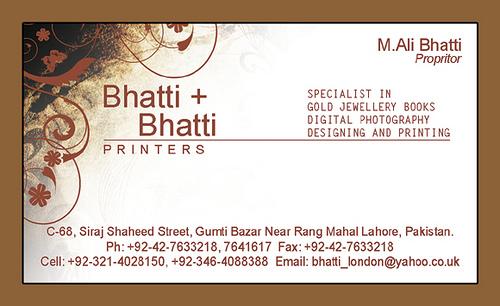 M.Ali Bhatti
Propritor
Bhatti +
Bhatti
PRINTERS
SPECIALIST IN
GOLD JEWELLERY BOOKS
DIGITAL PHOTOGRAPHY
DESIGNING AND PRINTING
C-68, Siraj Shaheed Street, Gumti Bazar Near Rang Mahal Lahore, Pakistan.
Ph: +92-42-7633218, 7641617 Fax: +92-42-7633218
Cell: +92-321-4028150, +92-346-4088388 Email: bhatti_london@yahoo.co.uk